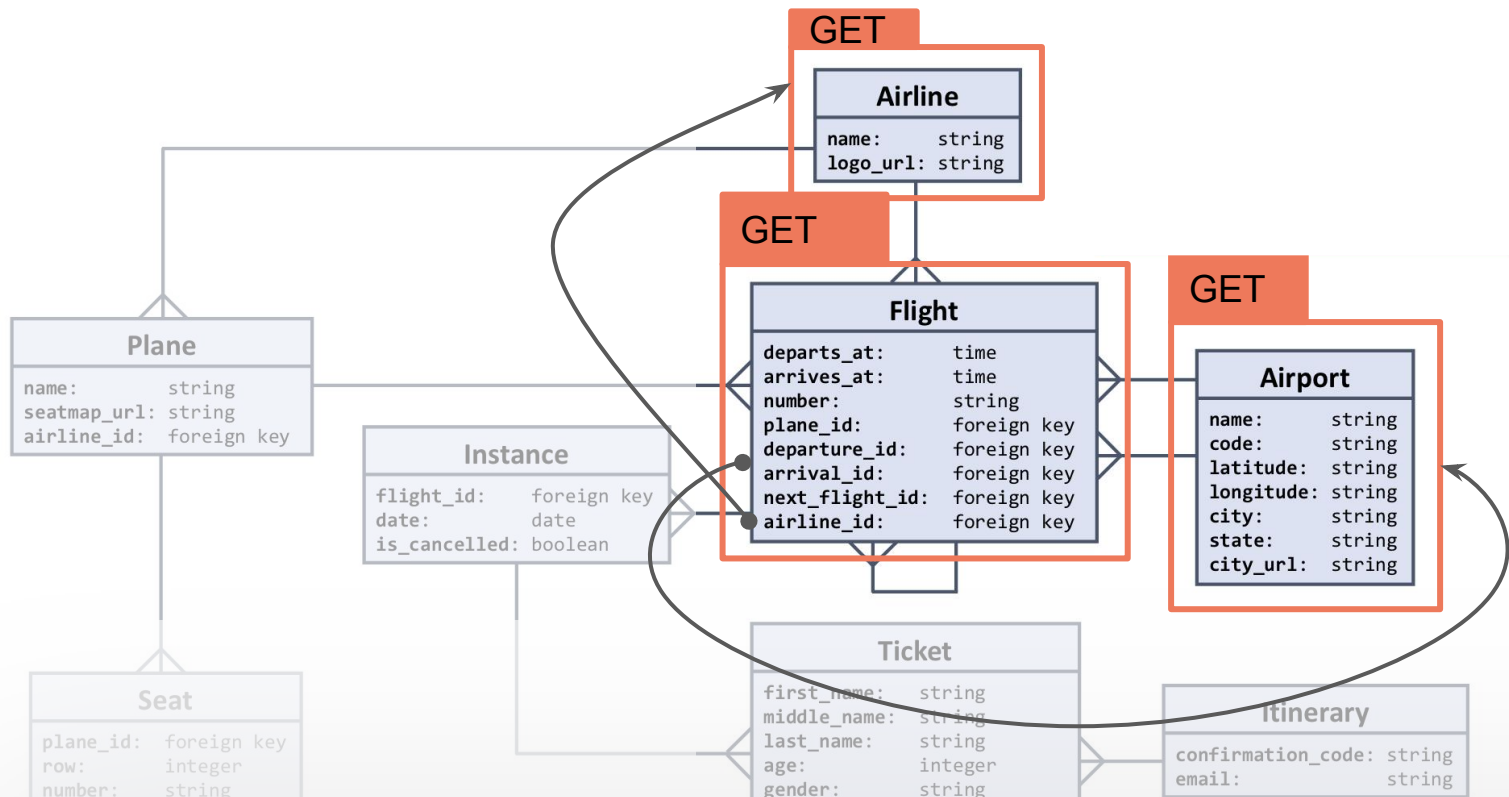 GET
Airline
name: string
logo_url: string
GET
Flight
departs_at: time
arrives_at: time
number: string
plane_id: foreign key
departure_id: foreign key
arrival_id: foreign key
next_flight_id: foreign key
airline_id: foreign key
GET
Airport
name: string
code: string
latitude: string
longitude: string
city: string
state: string
city_url: string
Plane
name: string
seatmap_url: string
airline_id: foreign key
Instance
flight_id: foreign key
date: date
is_cancelled: boolean
Seat
plane_id: foreign key
row: integer
number: string
Ticket
first_name: string
middle_name: string
last_name: string
age: integer
gender: string
Itinerary
confirmation_code: string
email: string